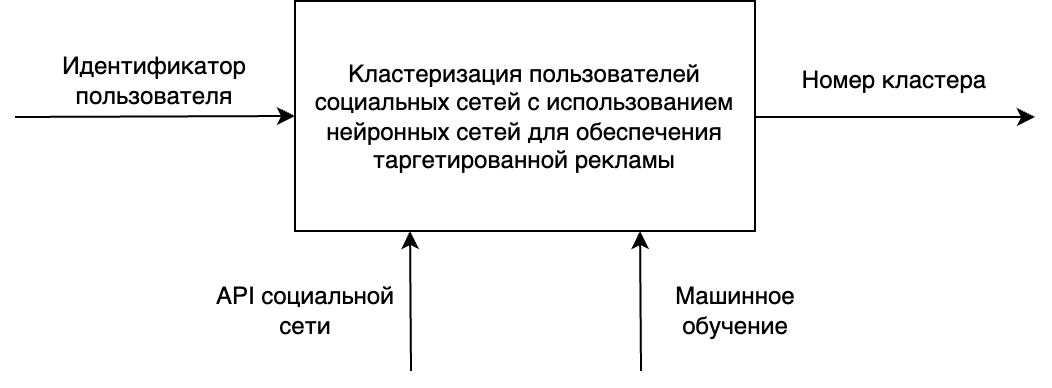 Идентификатор
пользователя
Кластеризация пользователей
социальных сетей с использованием
нейронных сетей для обеспечения
таргетированной рекламы
Номер кластера
API социальной
сети
Машинное
обучение